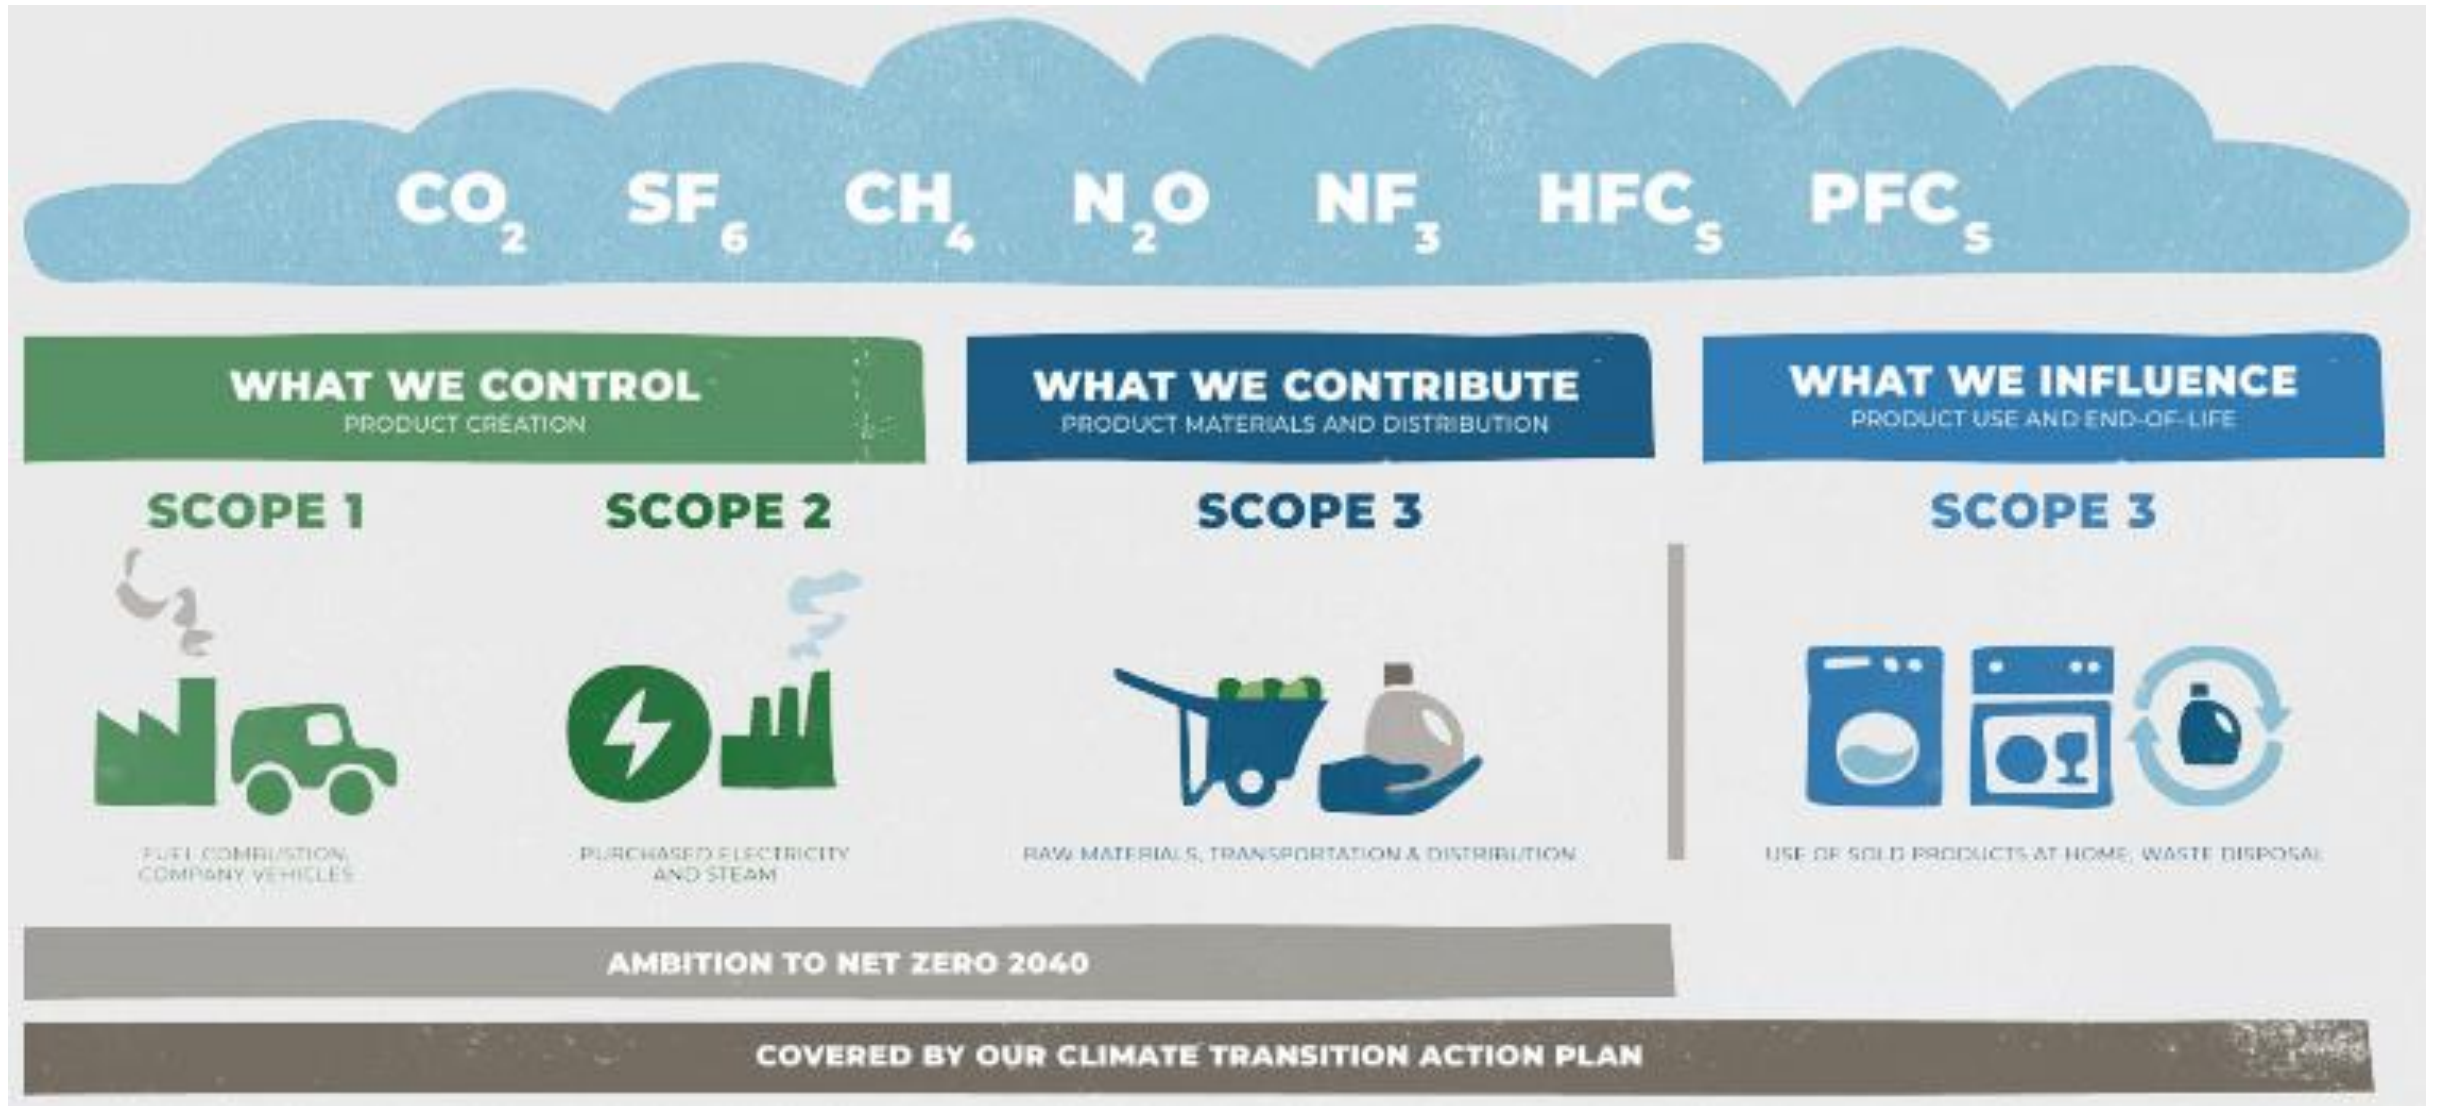 CO2 SF6 CH4 N2O NF3 HFCS PFCS
WHAT WE CONTROL
PRODUCT CREATION
WHAT WE CONTRIBUTE
PRODUCT MATERIALS AND DISTRIBUTION
WHAT WE INFLUENCE
PRODUCT USE AND END-OF-LIFE
SCOPE 1
FUEL COMBUSTION,
COMPANY VEHICLES
SCOPE 2
PURCHASED ELECTRICITY
AND STEAM
SCOPE 3
RAW MATERIALS, TRANSPORTATION & DISTRIBUTION
SCOPE 3
USE OF SOLD PRODUCTS AT HOME, WASTE DISPOSAL
AMBITION TO NET ZERO 2040
COVERED BY OUR CLIMATE TRANSITION ACTION PLAN